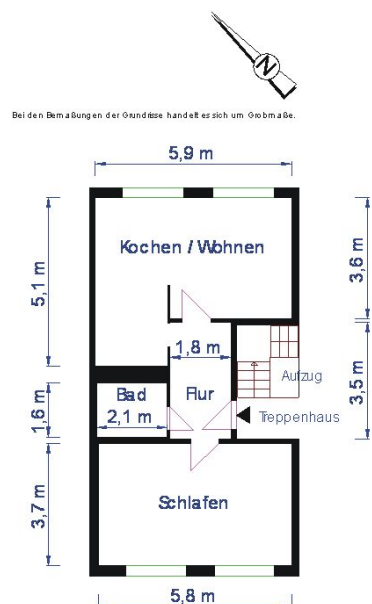 N
Bei den Bemaßungen der Grundrisse handelt es sich um Grobmaße.
5,9 m
Kochen / Wohnen
5,1 m
3,6 m
1,8 m
Aufzug
3,5 m
Bad
Flur
1,6 m
2,1 m
Treppenhaus
3,7 m
Schlafen
5,8 m